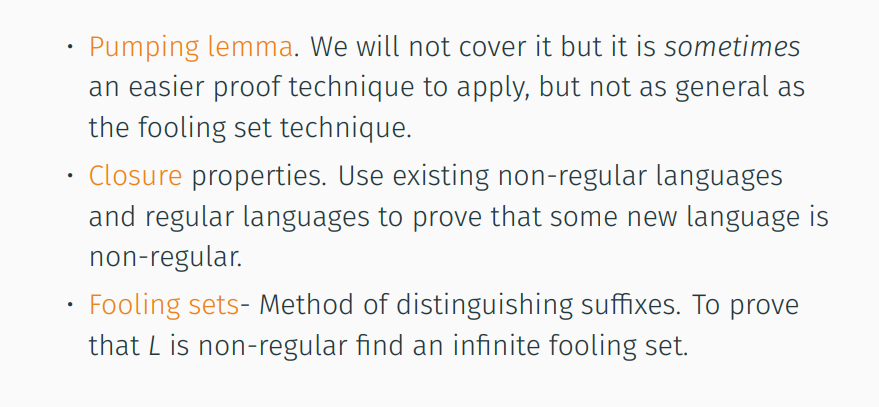 • Pumping lemma. We will not cover it but it is sometimes
an easier proof technique to apply, but not as general as
the fooling set technique.
• Closure properties. Use existing non-regular languages
and regular languages to prove that some new language is
non-regular.
• Fooling sets- Method of distinguishing suffixes. To prove
that L is non-regular find an infinite fooling set.